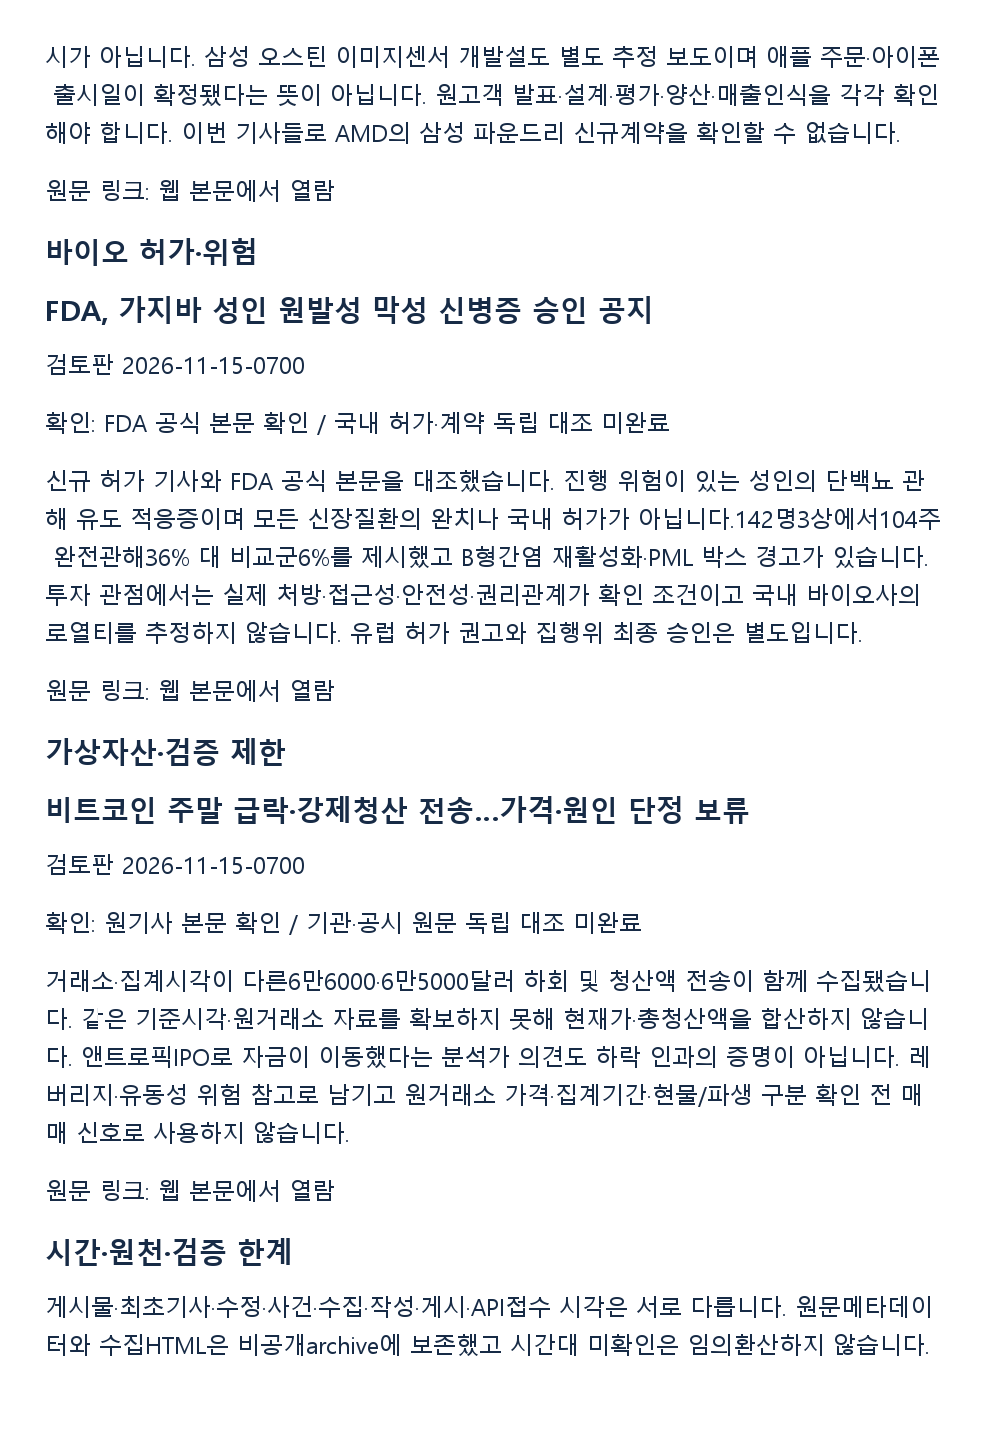 시가 아닙니다. 삼성 오스틴 이미지센서 개발설도 별도 추정 보도이며 애플 주문·아이폰
출시일이 확정됐다는 뜻이 아닙니다. 원고객 발표·설계·평가·양산·매출인식을 각각 확인
해야 합니다. 이번 기사들로 AMD의 삼성 파운드리 신규계약을 확인할 수 없습니다.
원문 링크: 웹 본문에서 열람
바이오 허가·위험
FDA, 가지바 성인 원발성 막성 신병증 승인 공지
검토판 2026-11-15-0700
확인: FDA 공식 본문 확인 / 국내 허가·계약 독립 대조 미완료
신규 허가 기사와 FDA 공식 본문을 대조했습니다. 진행 위험이 있는 성인의 단백뇨 관
해 유도 적응증이며 모든 신장질환의 완치나 국내 허가가 아닙니다.142명3상에서104주
완전관해36% 대 비교군6%를 제시했고 B형간염 재활성화·PML 박스 경고가 있습니다.
투자 관점에서는 실제 처방·접근성·안전성·권리관계가 확인 조건이고 국내 바이오사의
로열티를 추정하지 않습니다. 유럽 허가 권고와 집행위 최종 승인은 별도입니다.
원문 링크: 웹 본문에서 열람
가상자산·검증 제한
비트코인 주말 급락·강제청산 전송...가격·원인 단정 보류
검토판 2026-11-15-0700
확인: 원기사 본문 확인 / 기관·공시 원문 독립 대조 미완료
거래소·집계시각이 다른6만6000·6만5000달러 하회 및 청산액 전송이 함께 수집됐습니
다. 같은 기준시각·원거래소 자료를 확보하지 못해 현재가·총청산액을 합산하지 않습니
다. 앤트로픽IPO로 자금이 이동했다는 분석가 의견도 하락 인과의 증명이 아닙니다. 레
버리지·유동성 위험 참고로 남기고 원거래소 가격·집계기간·현물/파생 구분 확인 전 매
매 신호로 사용하지 않습니다.
원문 링크: 웹 본문에서 열람
시간·원천·검증 한계
게시물·최초기사·수정·사건·수집·작성·게시·API접수 시각은 서로 다릅니다. 원문메타데이
터와 수집HTML은 비공개archive에 보존했고 시간대 미확인은 임의환산하지 않습니다.